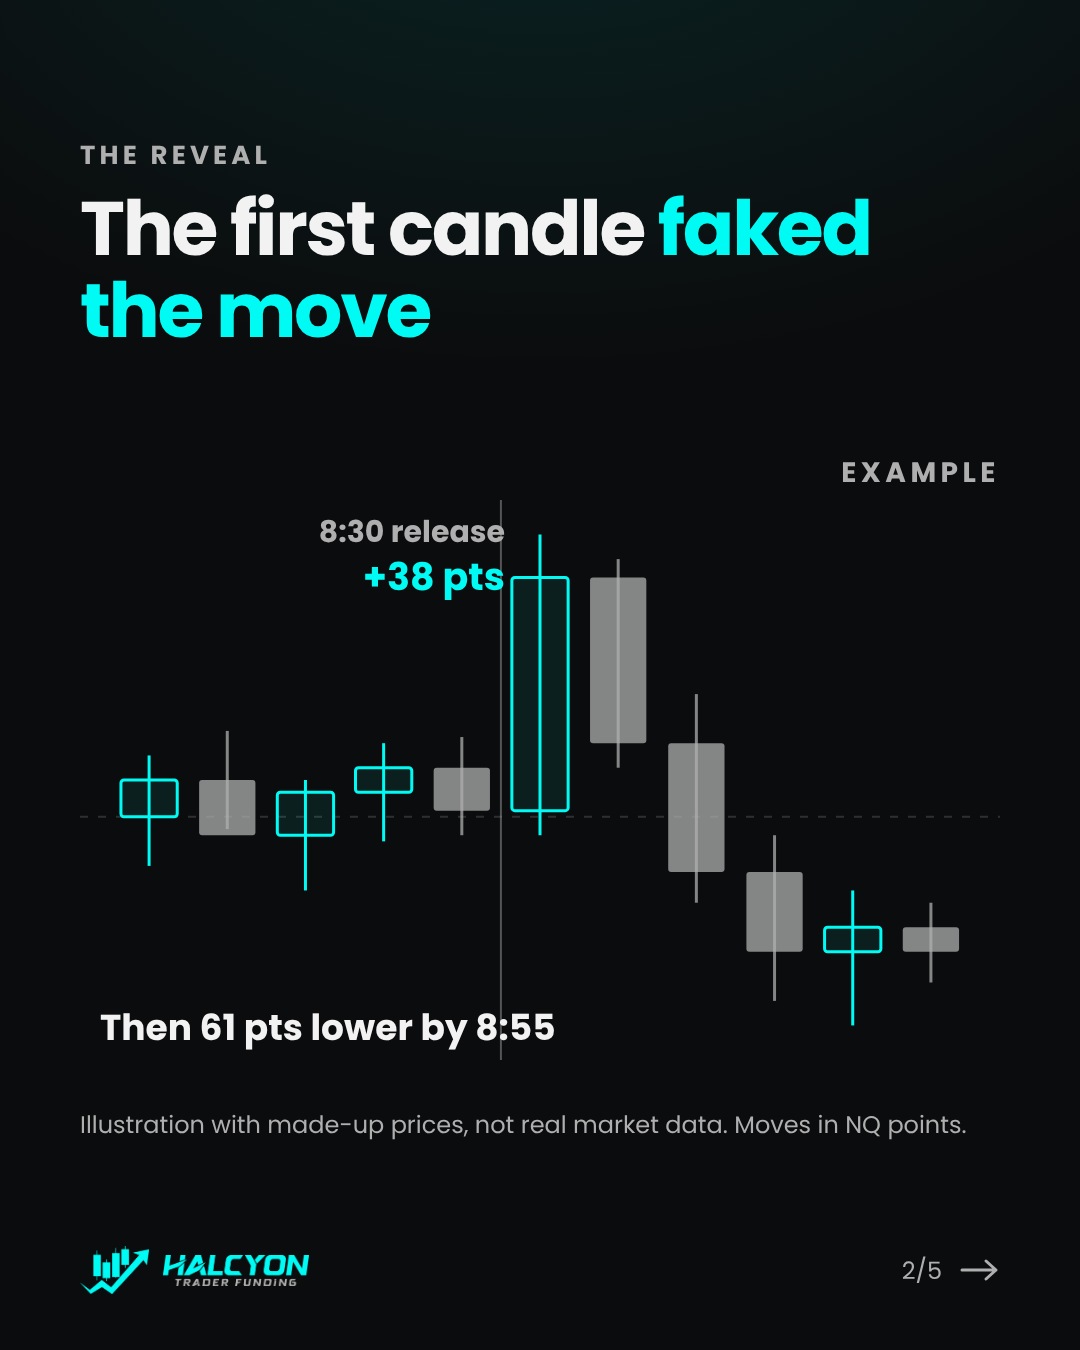 THE REVEAL
The first candle faked
the move
EXAMPLE
8:30 release
+38 pts
Then 61 pts lower by 8:55
Illustration with made-up prices, not real market data. Moves in NQ points.
HALCYON
TRADER FUNDING
2/5